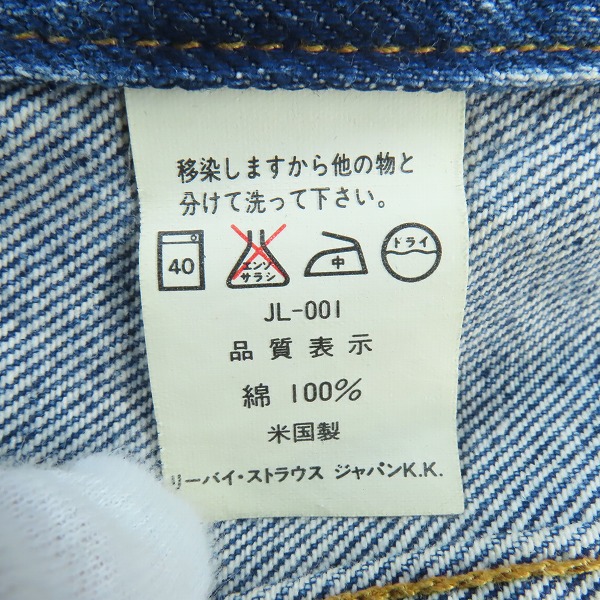 移染しますから他の物と
分けて洗って下さい。
40 エンソ サラシ 中 ドライ
JL-001
品質表示
綿 100%
米国製
リーバイ・ストラウス ジャパンK.K.